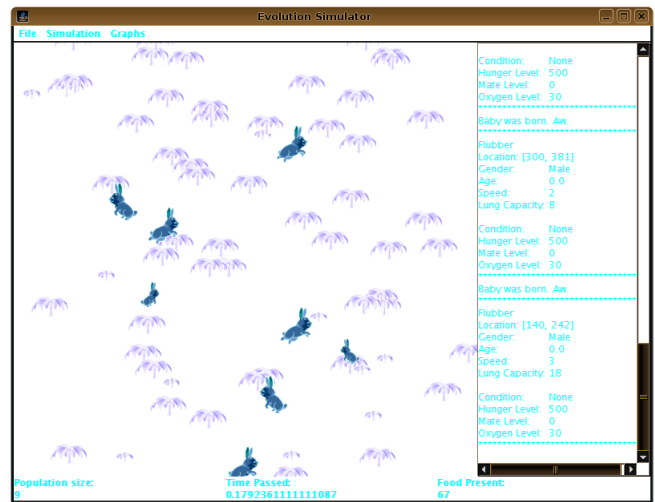 Evolution Simulator
File Simulation Graphs
Condition: None
Hunger Level: 500
Mate Level: 0
Oxygen Level: 30
Baby was born. Aw.
Flubber
Location: [300, 381]
Gender: Male
Age: 0.0
Speed: 2
Lung Capacity: 8
Condition: None
Hunger Level: 500
Mate Level: 0
Oxygen Level: 30
Baby was born. Aw.
Flubber
Location: [140, 242]
Gender: Male
Age: 0.0
Speed: 3
Lung Capacity: 18
Condition: None
Hunger Level: 500
Mate Level: 0
Oxygen Level: 30
Population size: Time Passed: Food Present:
9 0.1792361111111087 67